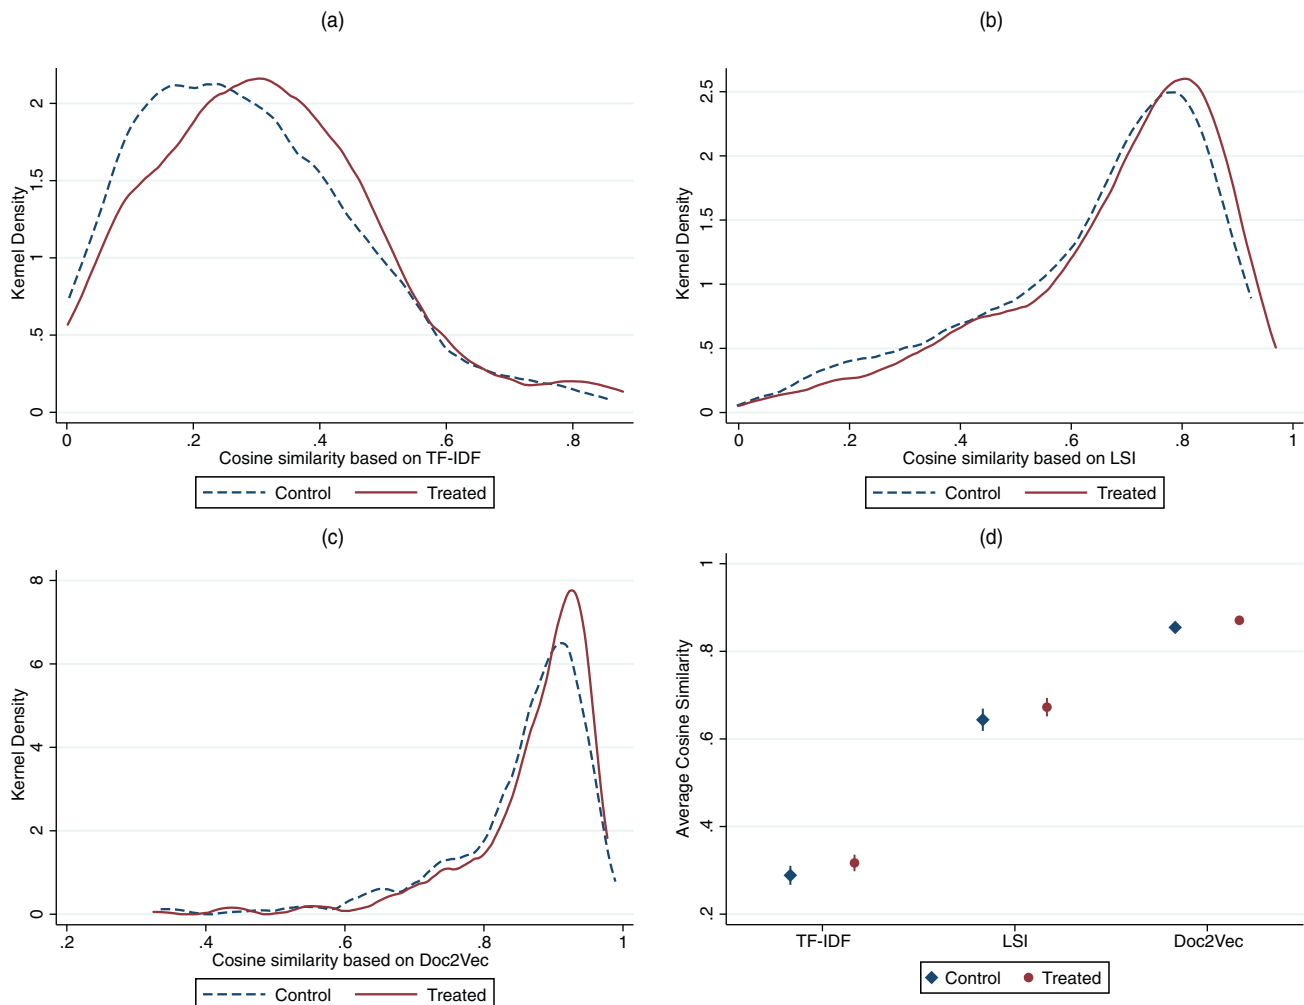 (a)
Kernel Density
2
1.5
1
.5
0
0 .2 .4 .6 .8
Cosine similarity based on TF-IDF
Control Treated
(b)
Kernel Density
2.5
2
1.5
1
.5
0
0 .2 .4 .6 .8 1
Cosine similarity based on LSI
Control Treated
(c)
Kernel Density
8
6
4
2
0
.2 .4 .6 .8 1
Cosine similarity based on Doc2Vec
Control Treated
(d)
Average Cosine Similarity
1
.8
.6
.4
.2
TF-IDF LSI Doc2Vec
Control Treated